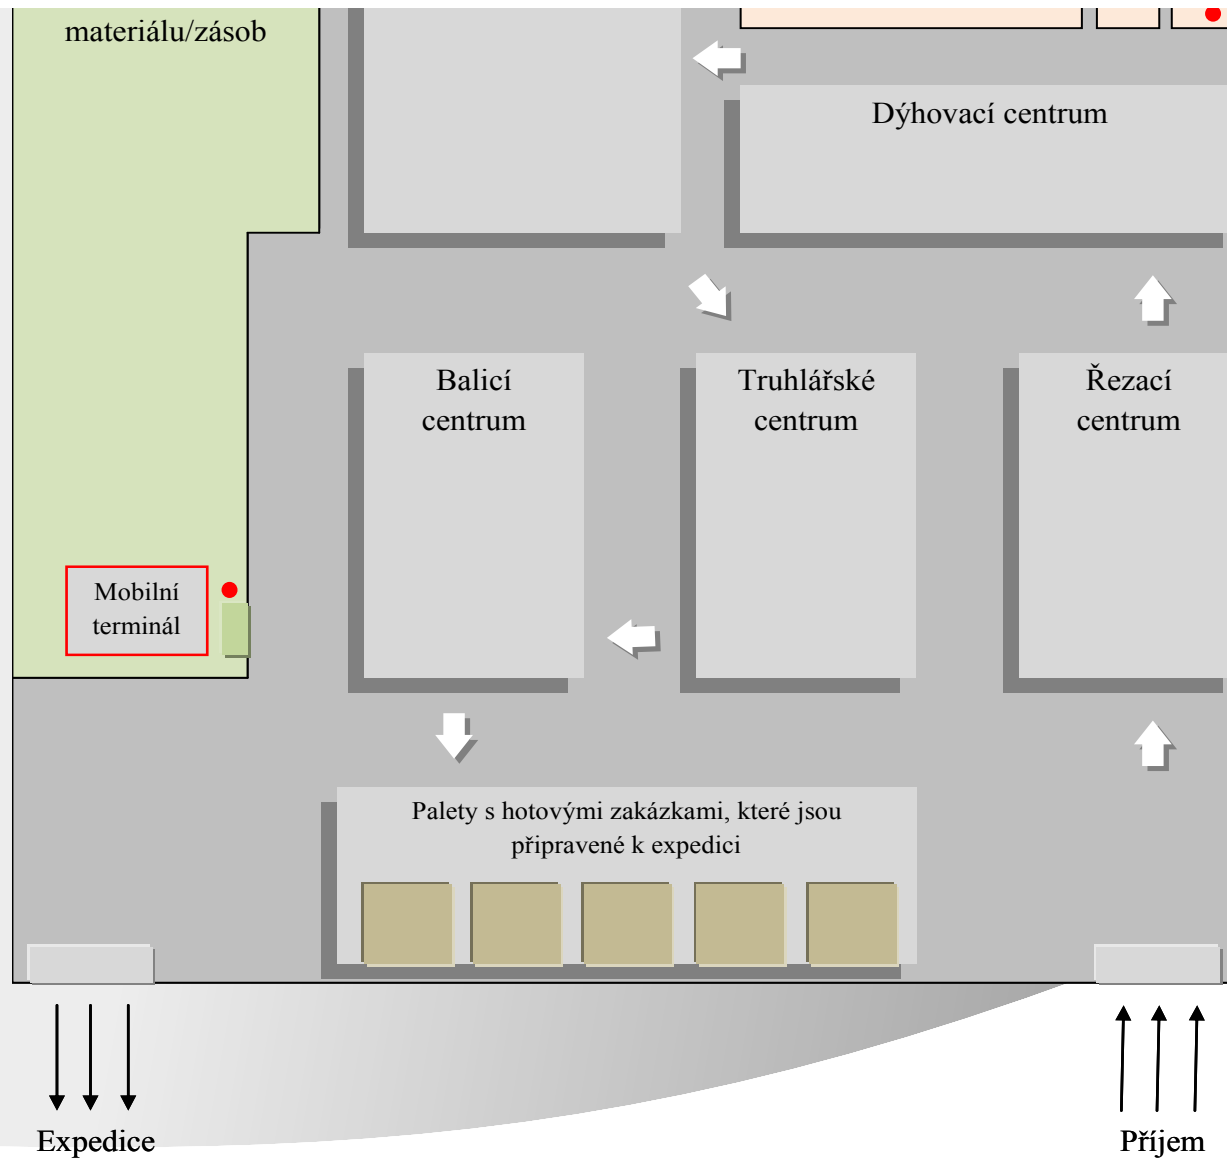 materiálu/zásob
Dýhovací centrum
Balicí
centrum
Truhlářské
centrum
Řezací
centrum
Mobilní
terminál
Palety s hotovými zakázkami, které jsou
připravené k expedici
Expedice
Příjem